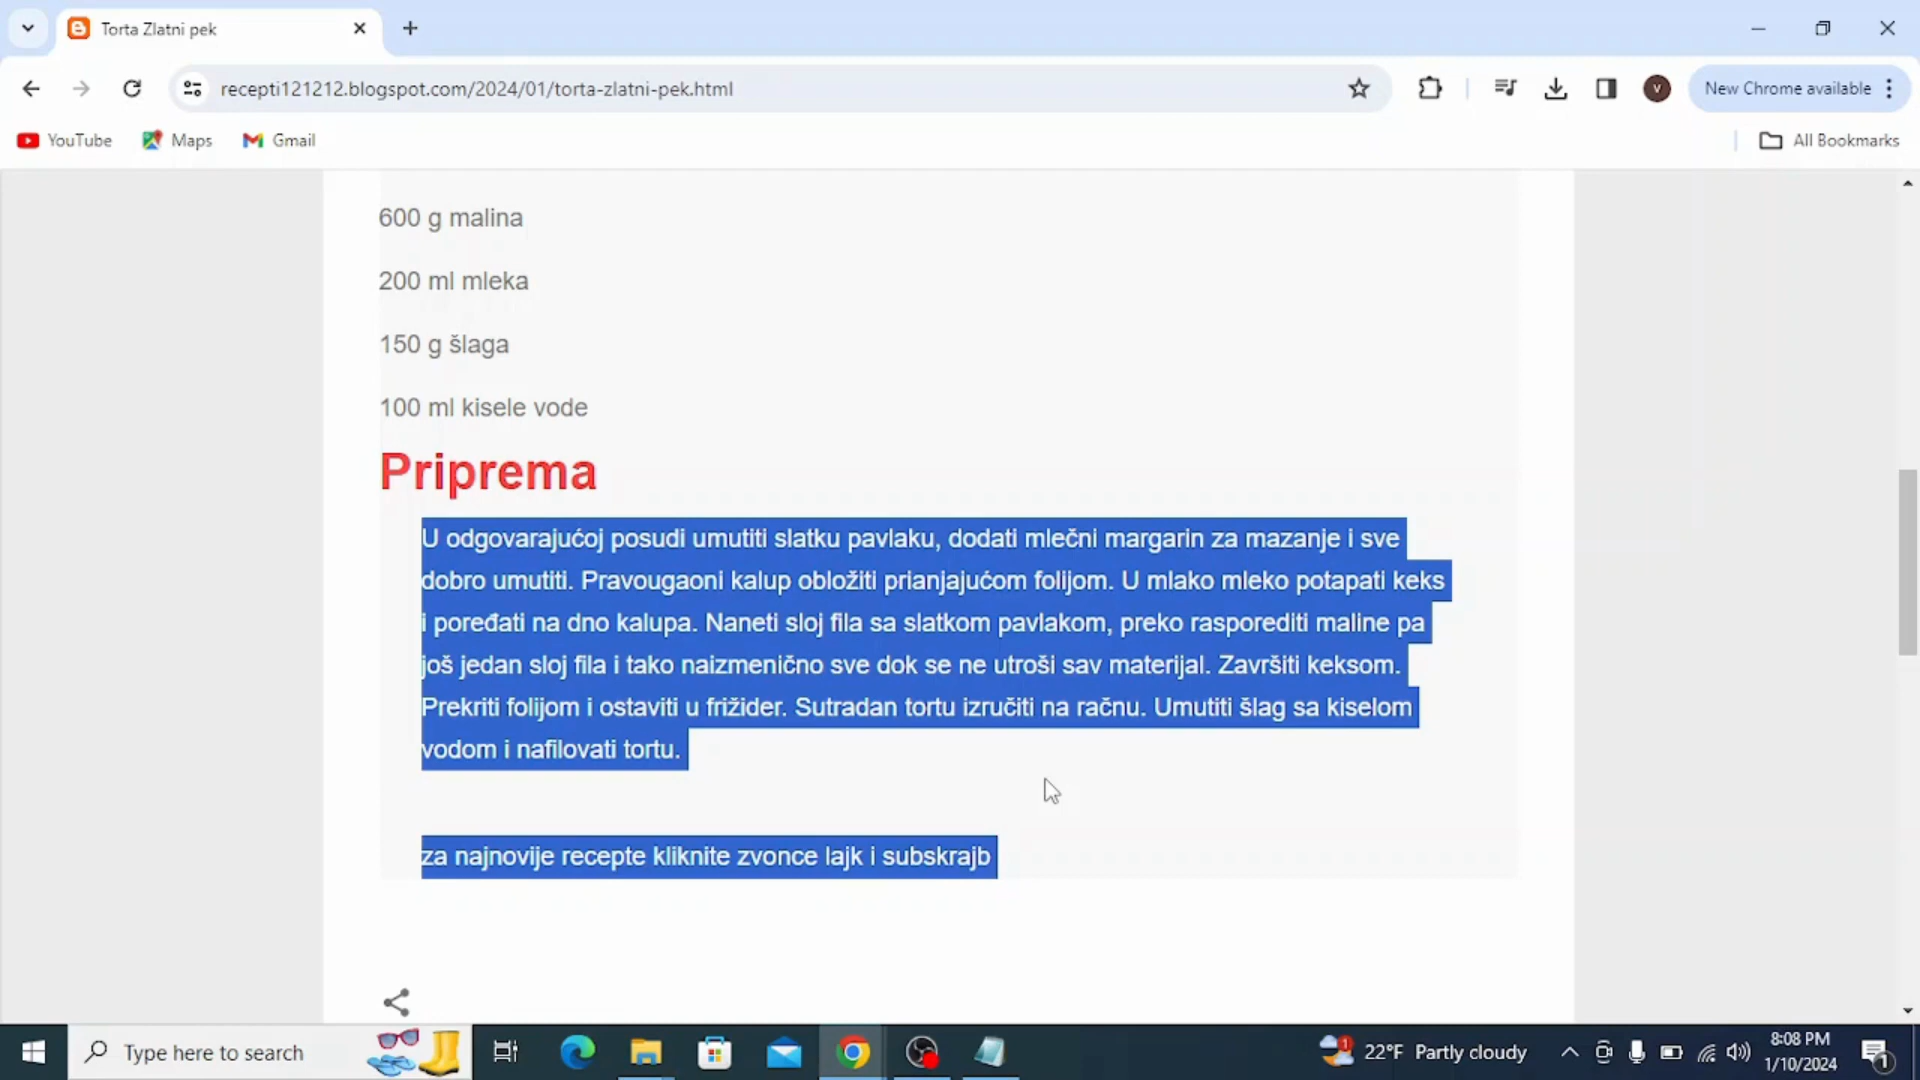 Torta Zlatni pek
recepti121212.blogspot.com/2024/01/torta-zlatni-pek.html
V
New Chrome available
YouTube
Maps
Gmail
All Bookmarks
600 g malina
200 ml mleka
150 g šlaga
100 ml kisele vode
Priprema
U odgovarajućoj posudi umutiti slatku pavlaku, dodati mlečni margarin za mazanje i sve
dobro umutiti. Pravougaoni kalup obložiti prianjajućom folijom. U mlako mleko potapati keks
i poređati na dno kalupa. Naneti sloj fila sa slatkom pavlakom, preko rasporediti maline pa
još jedan sloj fila i tako naizmenično sve dok se ne utroši sav materijal. Završiti keksom.
Prekriti folijom i ostaviti u frižider. Sutradan tortu izručiti na račnu. Umutiti šlag sa kiselom
vodom i nafilovati tortu.
za najnovije recepte kliknite zvonce lajk i subskrajb
Type here to search
1
22°F Partly cloudy
8:08 PM
1/10/2024
1